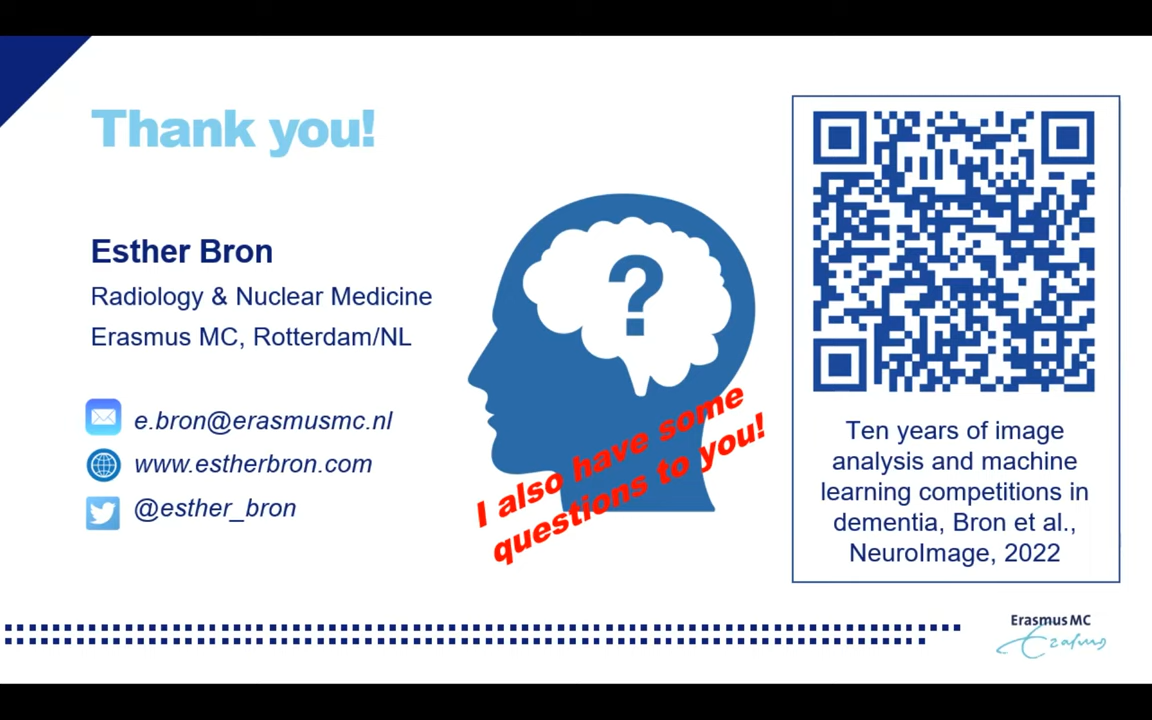 Thank you!
Esther Bron
Radiology & Nuclear Medicine
Erasmus MC, Rotterdam/NL
e.bron@erasmusmc.nl
www.estherbron.com
@esther_bron
?
I also have some
questions to you!
Ten years of image
analysis and machine
learning competitions in
dementia, Bron et al.,
NeuroImage, 2022
Erasmus MC
Erasmus